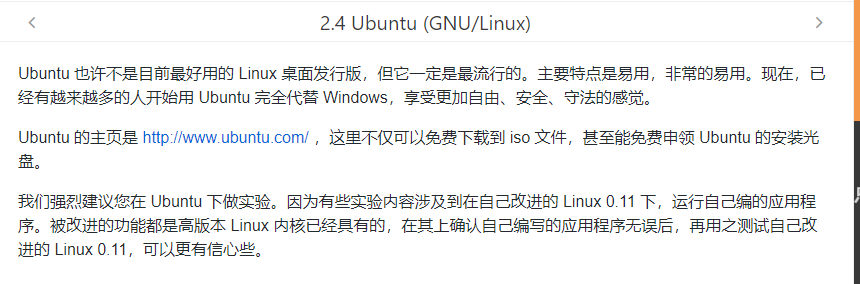 2.4 Ubuntu (GNU/Linux)
Ubuntu 也许不是目前最好用的 Linux 桌面发行版，但它一定是最流行的。主要特点是易用，非常的易用。现在，已
经有越来越多的人开始用 Ubuntu 完全代替 Windows，享受更加自由、安全、守法的感觉。
Ubuntu 的主页是 http://www.ubuntu.com/ ，这里不仅可以免费下载到 iso 文件，甚至能免费申领 Ubuntu 的安装光
盘。
我们强烈建议您在 Ubuntu 下做实验。因为有些实验内容涉及到在自己改进的 Linux 0.11 下，运行自己编的应用程
序。被改进的功能都是高版本 Linux 内核已经具有的，在其上确认自己编写的应用程序无误后，再用之测试自己改
进的 Linux 0.11，可以更有信心些。